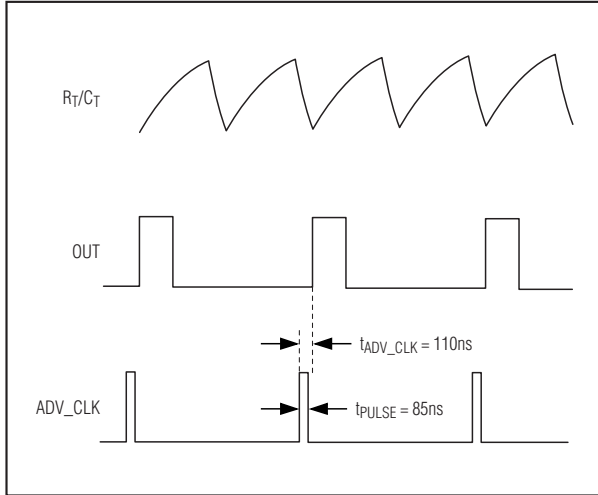 RT/CT
OUT
tADV_CLK = 110ns
ADV_CLK
tPULSE = 85ns